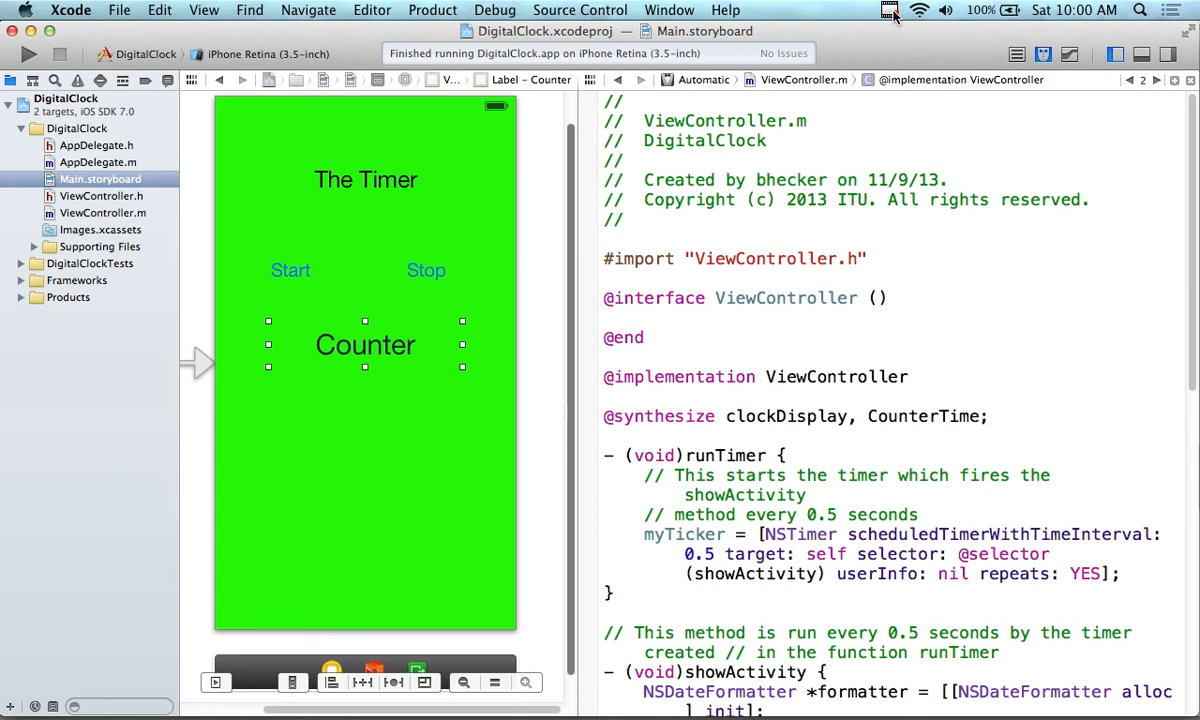 Xcode File Edit View Find Navigate Editor Product Debug Source Control Window Help 100% Sat 10:00 AM
DigitalClock.xcodeproj — Main.storyboard
DigitalClock iPhone Retina (3.5-inch) Finished running DigitalClock.app on iPhone Retina (3.5-inch) No Issues
V... Label – Counter Automatic ViewController.m @implementation ViewController 2
DigitalClock
2 targets, iOS SDK 7.0
DigitalClock
AppDelegate.h
AppDelegate.m
Main.storyboard
ViewController.h
ViewController.m
Images.xcassets
Supporting Files
DigitalClockTests
Frameworks
Products
The Timer
Start Stop
Counter
//
// ViewController.m
// DigitalClock
//
// Created by bhecker on 11/9/13.
// Copyright (c) 2013 ITU. All rights reserved.
//
#import "ViewController.h"
@interface ViewController ()
@end
@implementation ViewController
@synthesize clockDisplay, CounterTime;
– (void)runTimer {
// This starts the timer which fires the
showActivity
// method every 0.5 seconds
myTicker = [NSTimer scheduledTimerWithTimeInterval:
0.5 target: self selector: @selector
(showActivity) userInfo: nil repeats: YES];
}
// This method is run every 0.5 seconds by the timer
created // in the function runTimer
– (void)showActivity {
NSDateFormatter *formatter = [[NSDateFormatter alloc
] init];